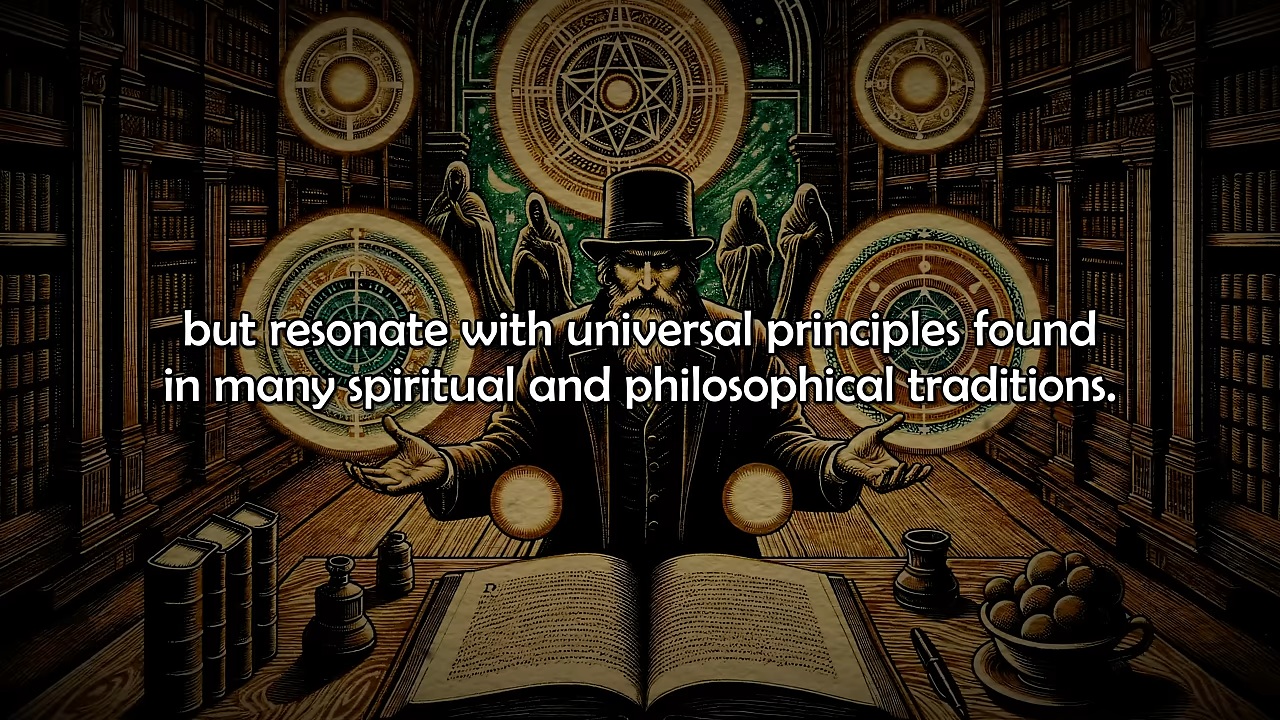 but resonate with universal principles found
in many spiritual and philosophical traditions.